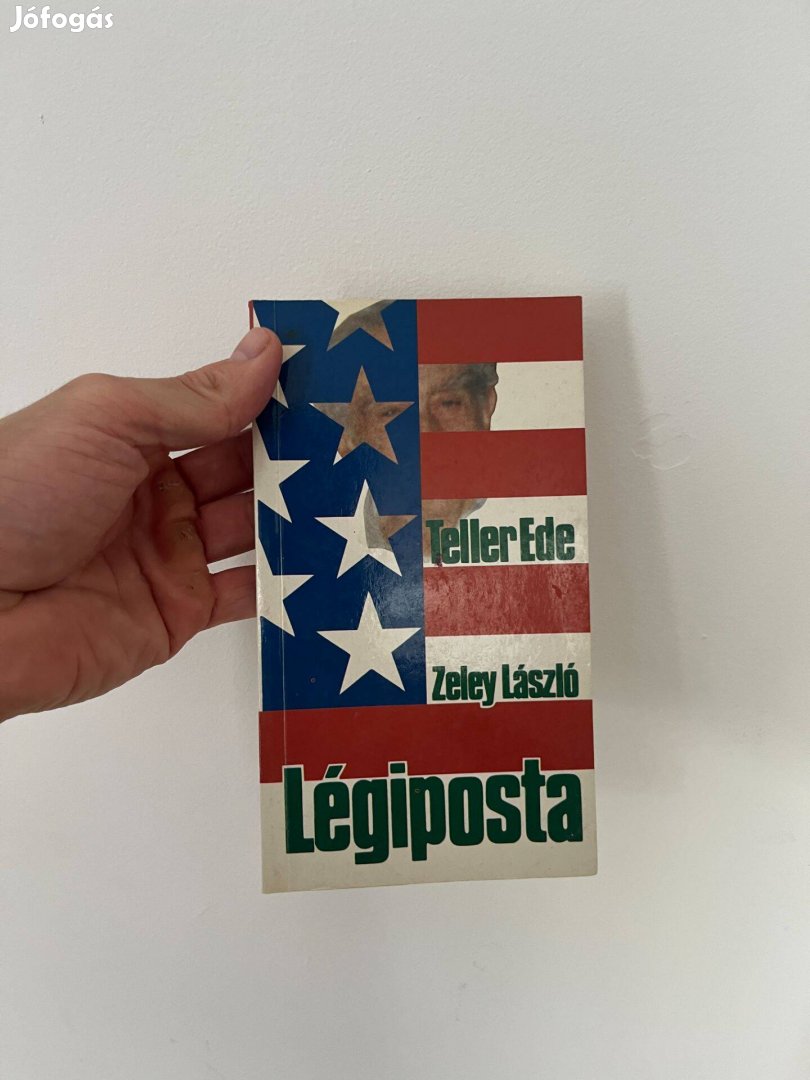 Jófogás
Teller Ede
Zeley László
Légiposta